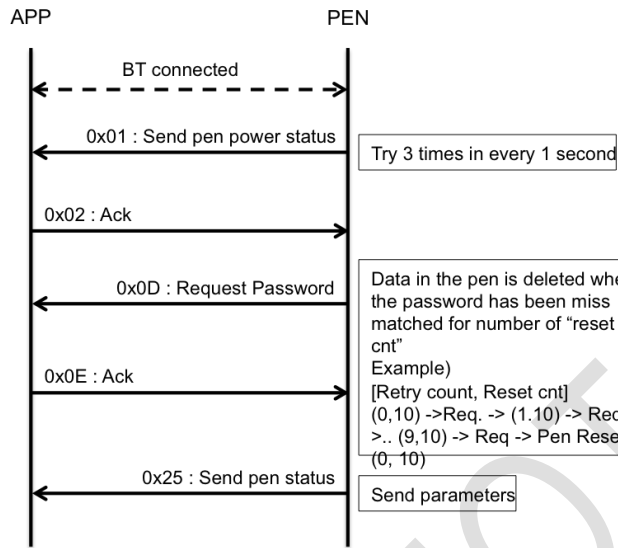 APP
PEN
BT connected
0x01 : Send pen power status
Try 3 times in every 1 second
0x02 : Ack
0x0D : Request Password
Data in the pen is deleted
the password has been miss
matched for number of “reset
cnt”
Example)
[Retry count, Reset cnt]
(0,10) ->Req. -> (1.10) ->
>.. (9,10) -> Req -> Pen
(0, 10)
0x0E : Ack
0x25 : Send pen status
Send parameters